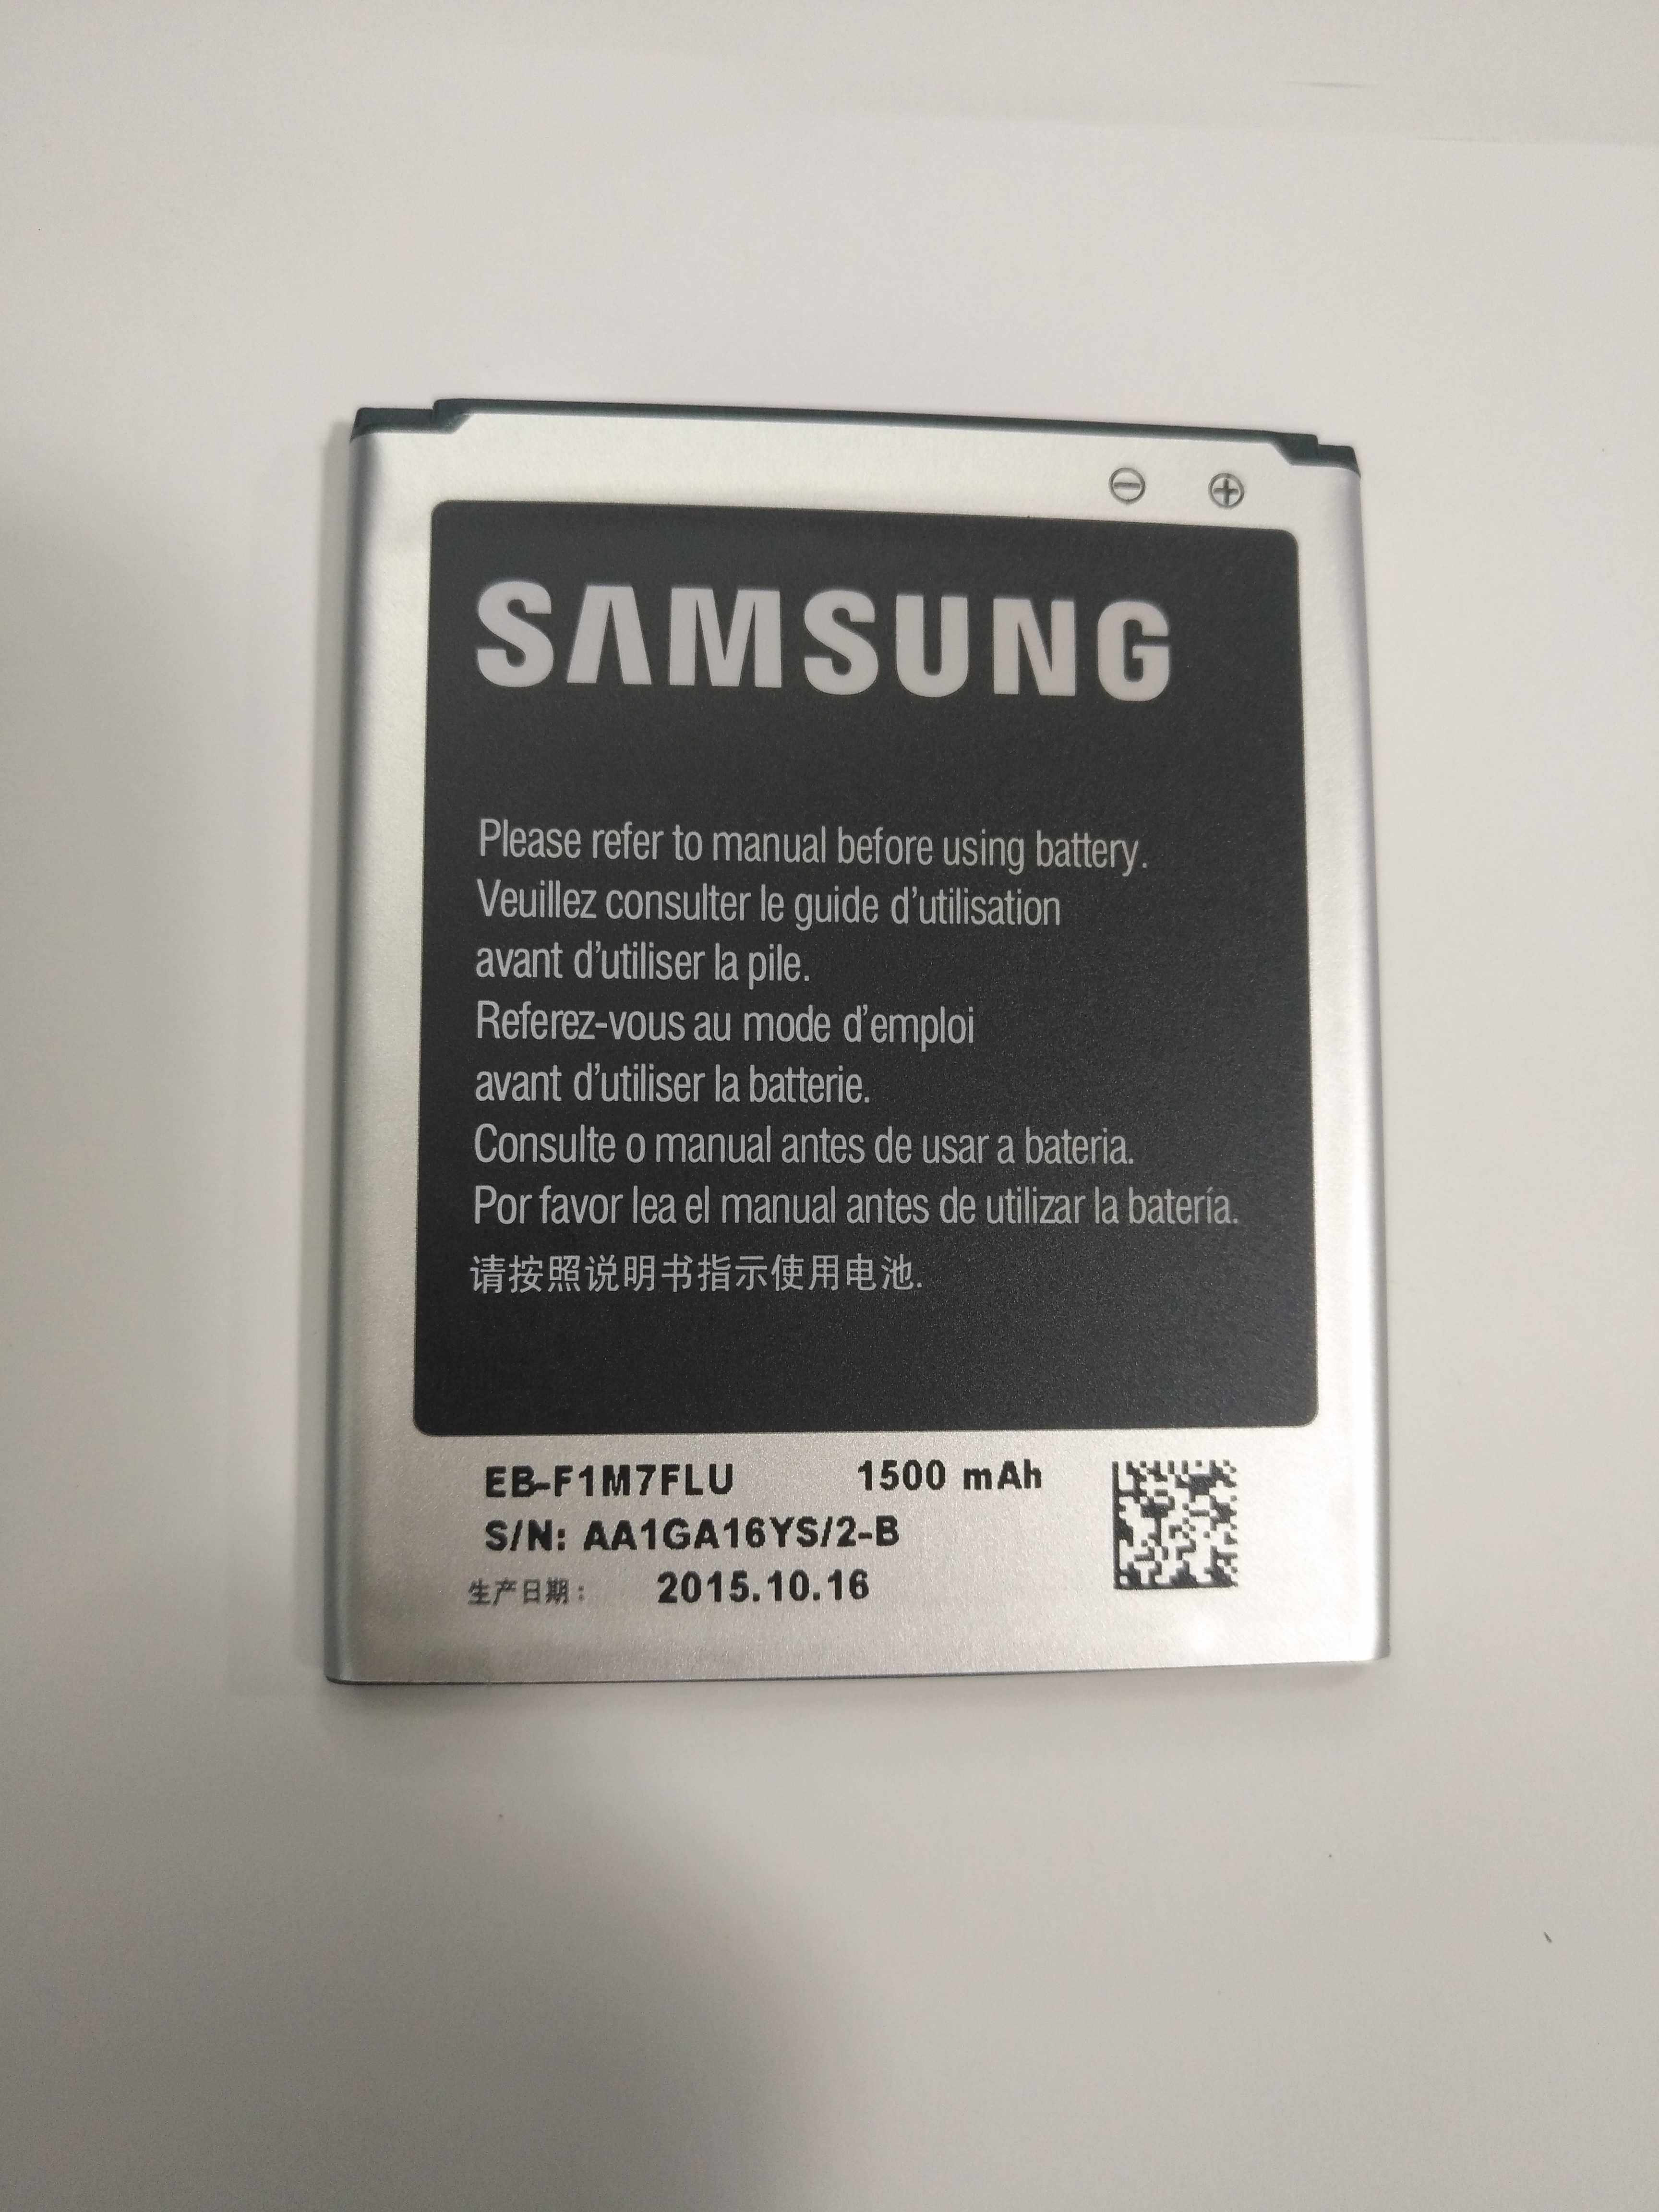 ⊖ ⊕
SAMSUNG
Please refer to manual before using battery.
Veuillez consulter le guide d'utilisation
avant d'utiliser la pile.
Referez-vous au mode d'emploi
avant d'utiliser la batterie.
Consulte o manual antes de usar a bateria.
Por favor lea el manual antes de utilizar la batería.
请按照说明书指示使用电池.
EB-F1M7FLU 1500 mAh
S/N: AA1GA16YS/2-B
生产日期: 2015.10.16